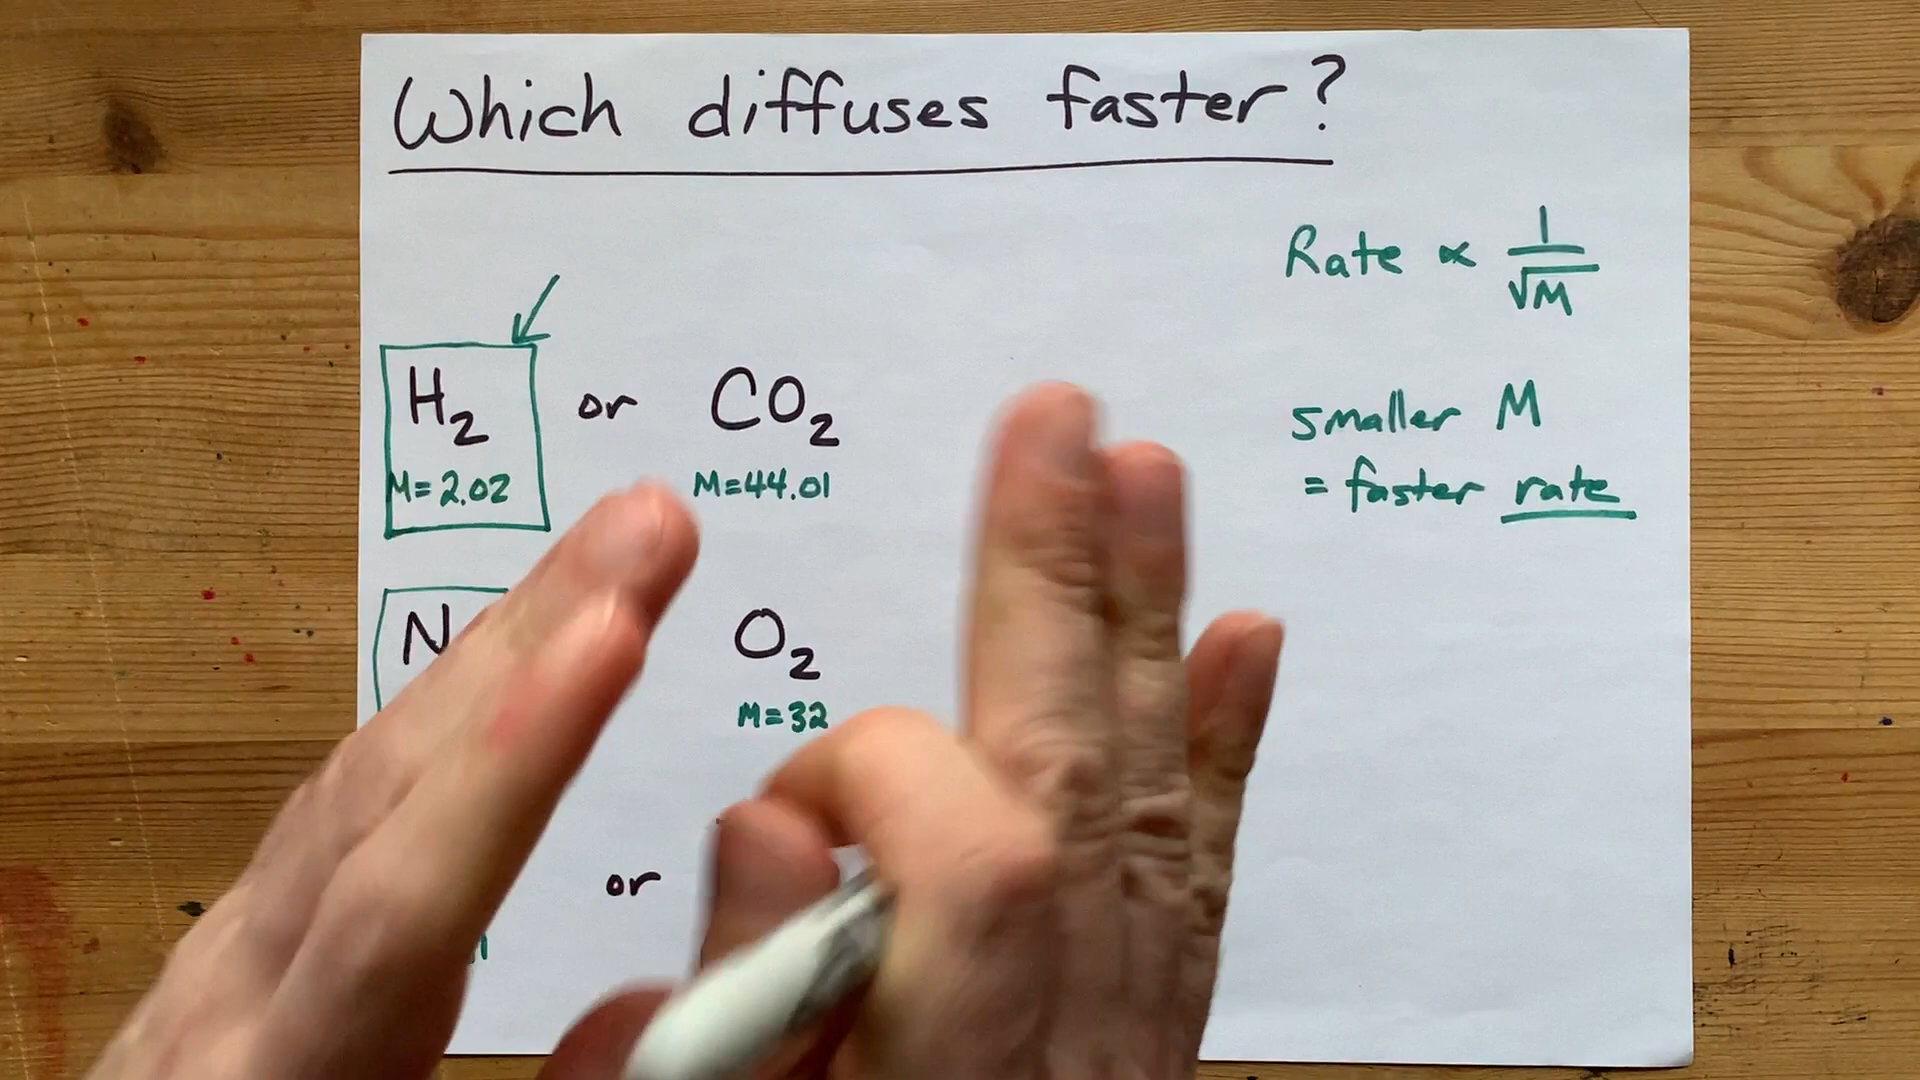 Which diffuses faster?
Rate ∝ 1/√M
smaller M
= faster rate
H₂ or CO₂
M=2.02 M=44.01
N O₂
M=32
or